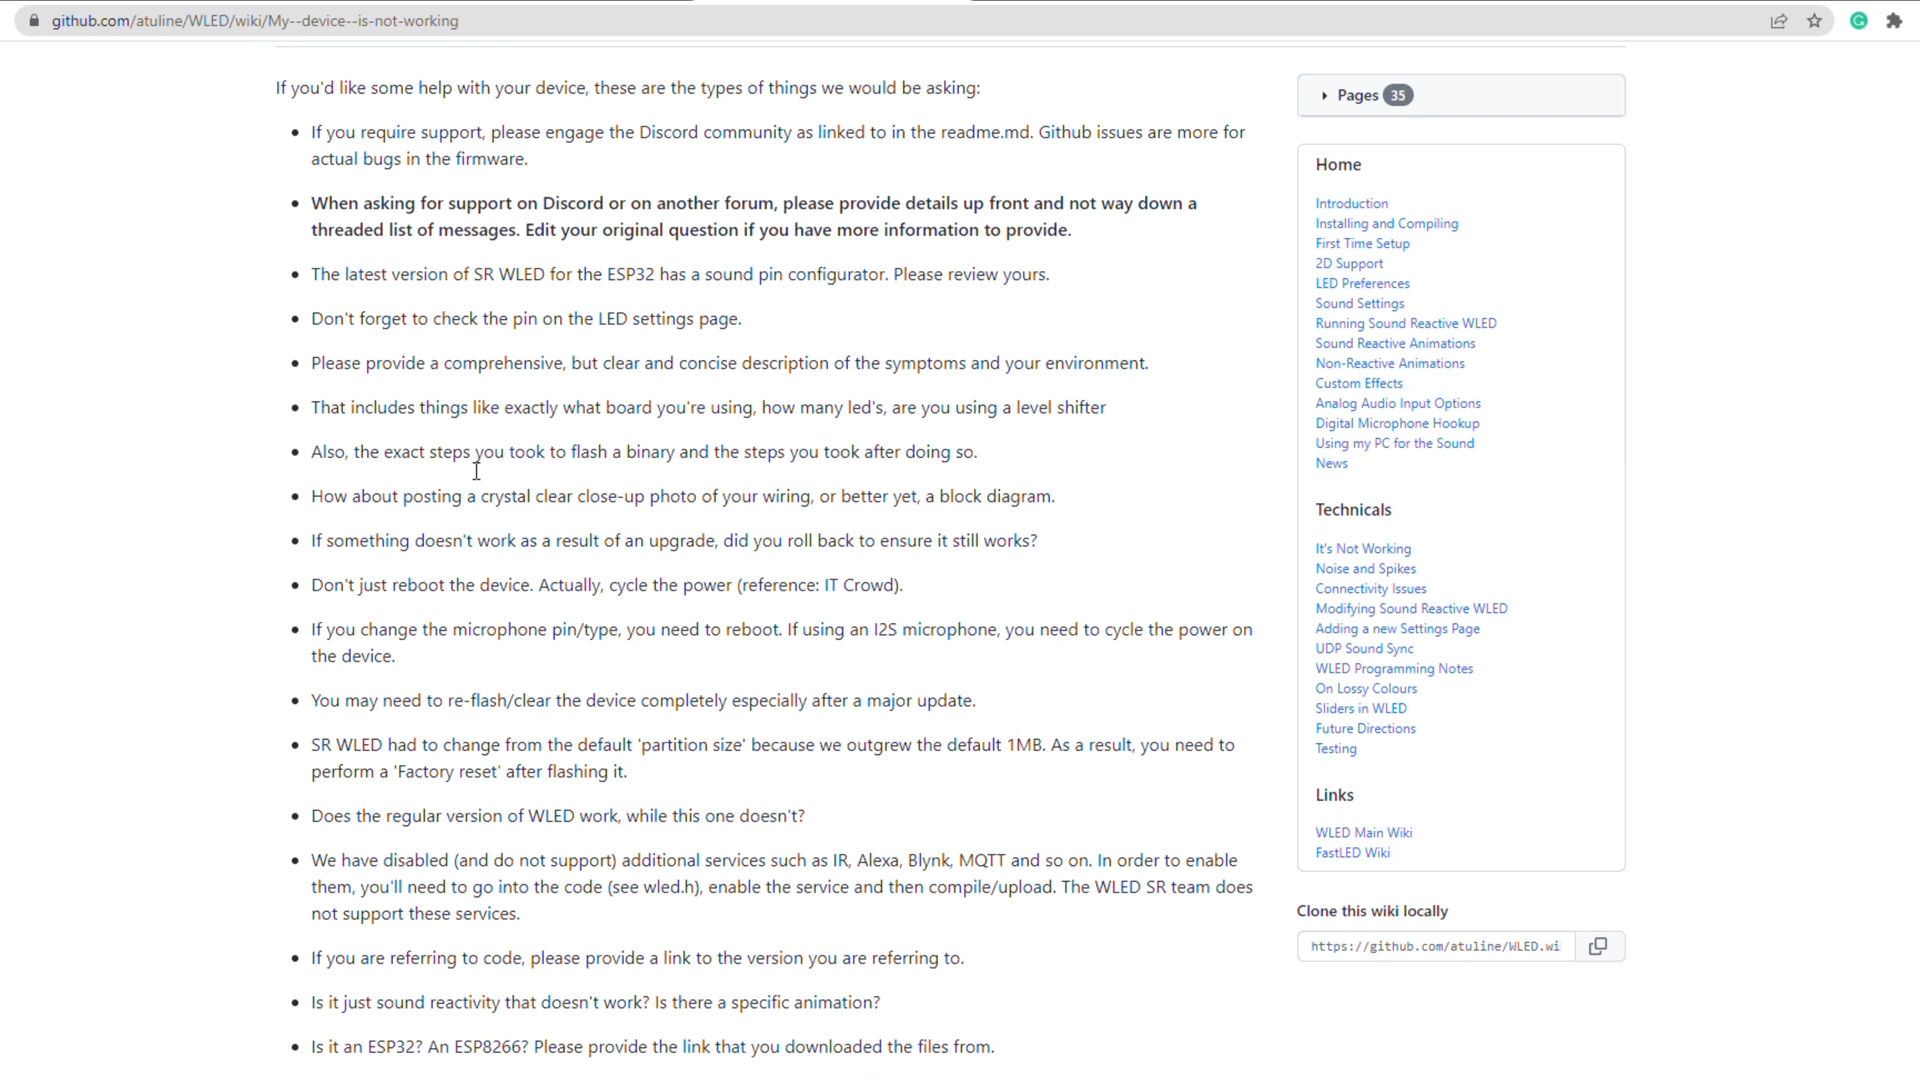 github.com/atuline/WLED/wiki/My--device--is-not-working
If you'd like some help with your device, these are the types of things we would be asking:
• If you require support, please engage the Discord community as linked to in the readme.md. Github issues are more for
actual bugs in the firmware.
• When asking for support on Discord or on another forum, please provide details up front and not way down a
threaded list of messages. Edit your original question if you have more information to provide.
• The latest version of SR WLED for the ESP32 has a sound pin configurator. Please review yours.
• Don't forget to check the pin on the LED settings page.
• Please provide a comprehensive, but clear and concise description of the symptoms and your environment.
• That includes things like exactly what board you're using, how many led's, are you using a level shifter
• Also, the exact steps you took to flash a binary and the steps you took after doing so.
• How about posting a crystal clear close-up photo of your wiring, or better yet, a block diagram.
• If something doesn't work as a result of an upgrade, did you roll back to ensure it still works?
• Don't just reboot the device. Actually, cycle the power (reference: IT Crowd).
• If you change the microphone pin/type, you need to reboot. If using an I2S microphone, you need to cycle the power on
the device.
• You may need to re-flash/clear the device completely especially after a major update.
• SR WLED had to change from the default 'partition size' because we outgrew the default 1MB. As a result, you need to
perform a 'Factory reset' after flashing it.
• Does the regular version of WLED work, while this one doesn't?
• We have disabled (and do not support) additional services such as IR, Alexa, Blynk, MQTT and so on. In order to enable
them, you'll need to go into the code (see wled.h), enable the service and then compile/upload. The WLED SR team does
not support these services.
• If you are referring to code, please provide a link to the version you are referring to.
• Is it just sound reactivity that doesn't work? Is there a specific animation?
• Is it an ESP32? An ESP8266? Please provide the link that you downloaded the files from.
Pages 35
Home
Introduction
Installing and Compiling
First Time Setup
2D Support
LED Preferences
Sound Settings
Running Sound Reactive WLED
Sound Reactive Animations
Non-Reactive Animations
Custom Effects
Analog Audio Input Options
Digital Microphone Hookup
Using my PC for the Sound
News
Technicals
It's Not Working
Noise and Spikes
Connectivity Issues
Modifying Sound Reactive WLED
Adding a new Settings Page
UDP Sound Sync
WLED Programming Notes
On Lossy Colours
Sliders in WLED
Future Directions
Testing
Links
WLED Main Wiki
FastLED Wiki
Clone this wiki locally
https://github.com/atuline/WLED.wi